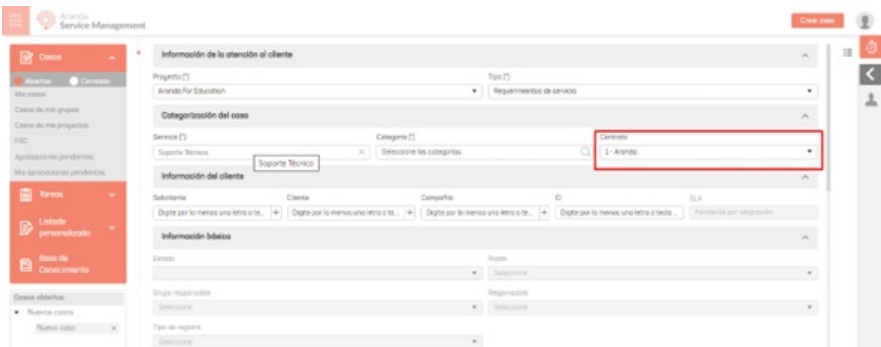 Aranda
Service Management
Crear caso
Casos
Abiertos Cerrados
Mis casos
Casos de mis grupos
Casos de mis proyectos
FSC
Aprobaciones pendientes
Mis aprobaciones pendientes
Tareas
Listado personalizado
Base de Conocimiento
Casos abiertos
Nuevos casos
Nuevo caso
Información de la atención al cliente
Proyecto (*) Tipo (*)
Aranda For Education Requerimientos de servicio
Categorización del caso
Servicio (*) Categoría (*) Contrato
Soporte Técnico Seleccione las categorías 1- Aranda
Soporte Técnico
Información del cliente
Solicitante Cliente Compañía CI SLA
Digite por lo menos una letra o te... Digite por lo menos una letra o te... Digite por lo menos una letra o te... Digite por lo menos una letra o tecla ... Pendiente por asignación
Información básica
Estado Razón
Seleccione
Grupo responsable Responsable
Seleccione Seleccione
Tipo de registro
Seleccione